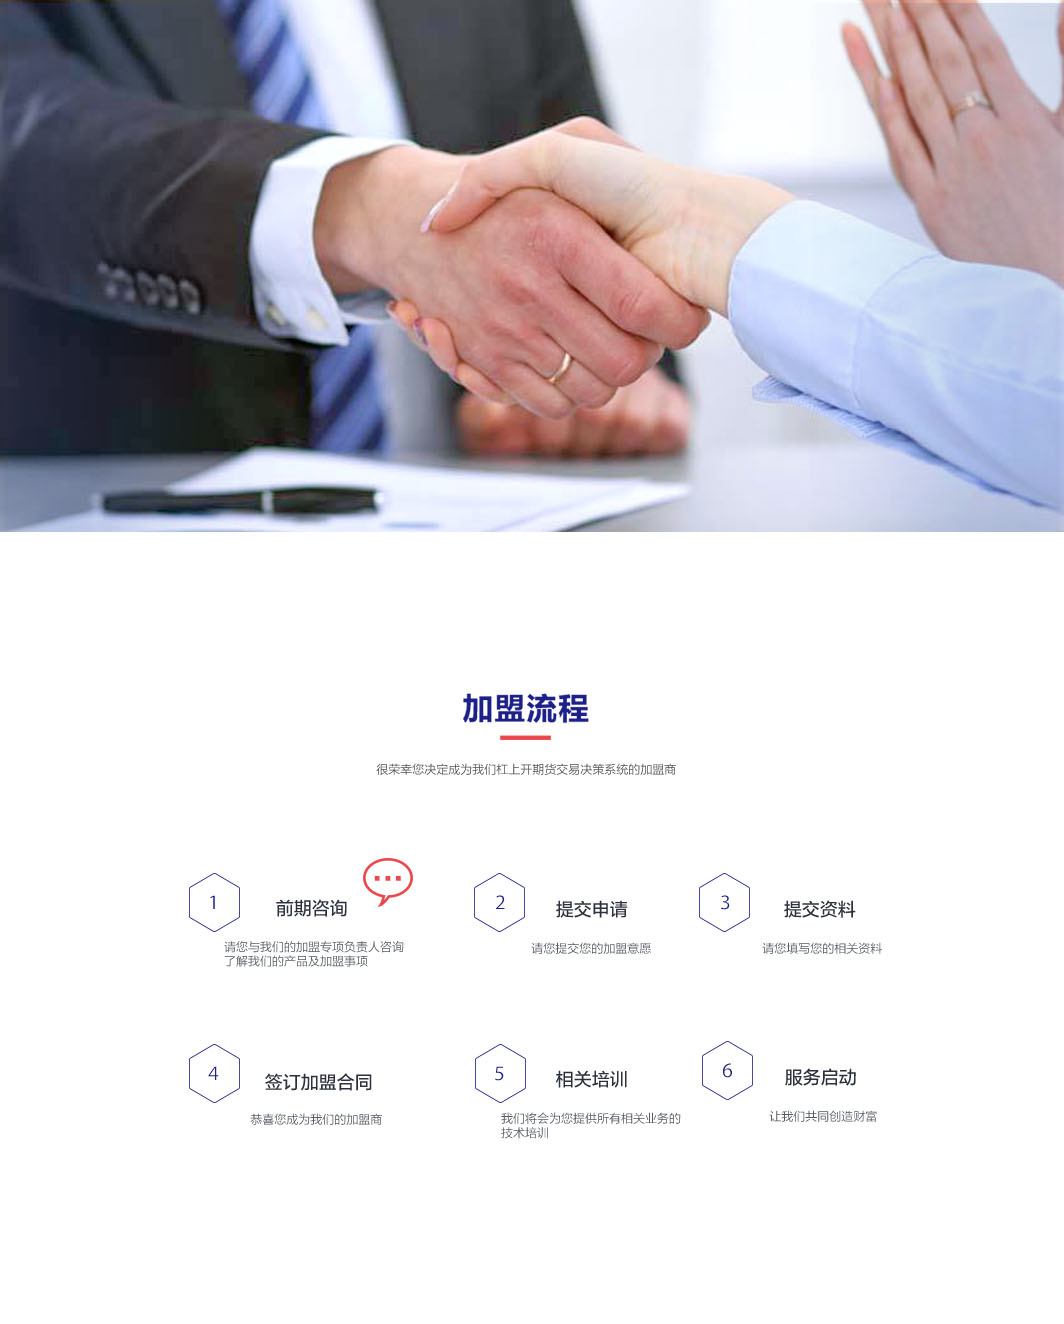 加盟流程
很荣幸您决定成为我们杠上开期货交易决策系统的加盟商
1
前期咨询
请您与我们的加盟专项负责人咨询
了解我们的产品及加盟事项
2
提交申请
请您提交您的加盟意愿
3
提交资料
请您填写您的相关资料
4
签订加盟合同
恭喜您成为我们的加盟商
5
相关培训
我们将会为您提供所有相关业务的
技术培训
6
服务启动
让我们共同创造财富